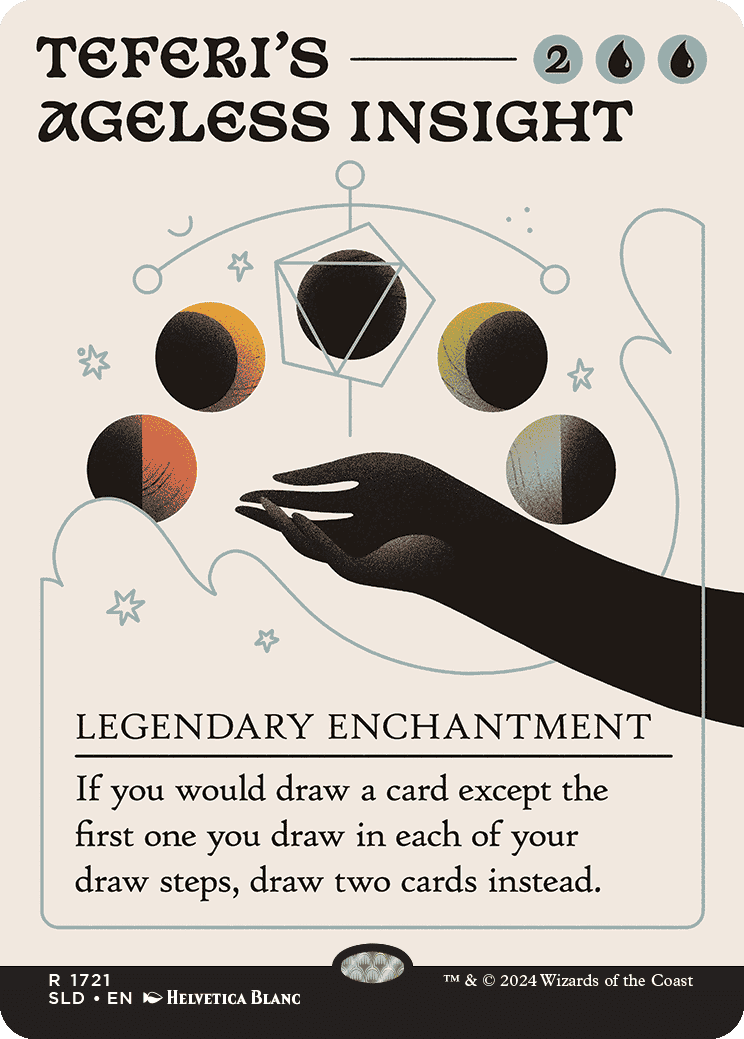 TEFERI'S 2
AGELESS INSIGHT
LEGENDARY ENCHANTMENT
If you would draw a card except the
first one you draw in each of your
draw steps, draw two cards instead.
R 1721
SLD • EN Helvetica Blanc
™ & © 2024 Wizards of the Coast